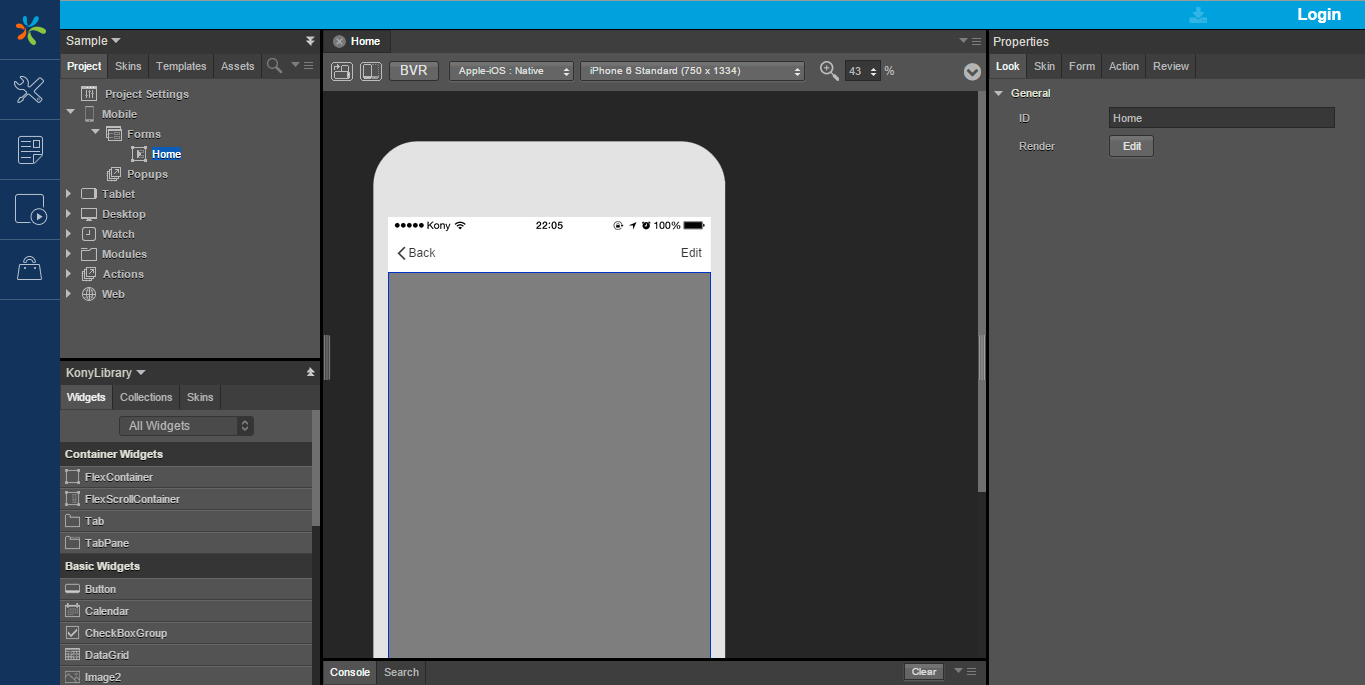 Login
Sample
Project Skins Templates Assets
Project Settings
Mobile
Forms
Home
Popups
Tablet
Desktop
Watch
Modules
Actions
Web
KonyLibrary
Widgets Collections Skins
All Widgets
Container Widgets
FlexContainer
FlexScrollContainer
Tab
TabPane
Basic Widgets
Button
Calendar
CheckBoxGroup
DataGrid
Image2
Home
BVR Apple-iOS : Native iPhone 6 Standard (750 x 1334) 43 %
Kony 22:05 100%
Back Edit
Console Search Clear
Properties
Look Skin Form Action Review
General
ID Home
Render Edit